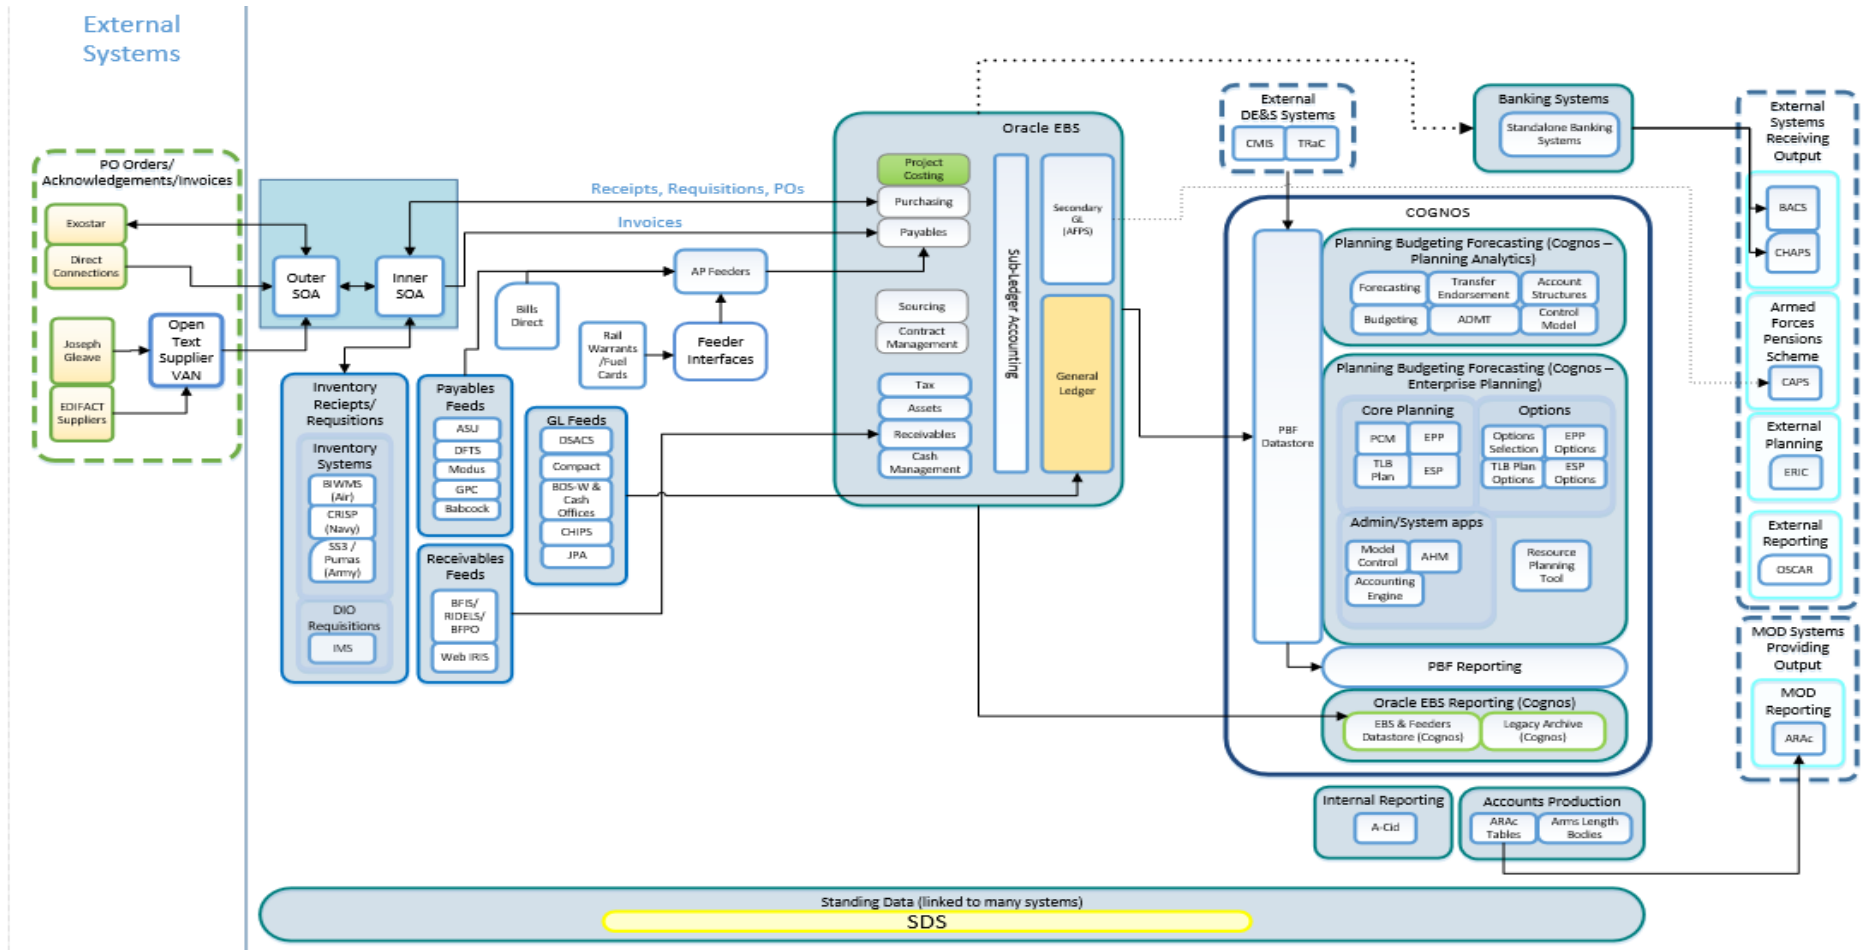 External
Systems
PO Orders/
Acknowledgements/Invoices
Exostar
Direct
Connections
Joseph
Gleave
EDIFACT
Suppliers
Open
Text
Supplier
VAN
Outer
SOA
Inner
SOA
Receipts, Requisitions, POs
Invoices
Inventory
Reciepts/
Requsitions
Inventory
Systems
BIWMS
(Air)
CRISP
(Navy)
SS3 /
Pumas
(Army)
DIO
Requisitions
IMS
Payables
Feeds
ASU
DFTS
Modus
GPC
Babcock
Receivables
Feeds
BFIS/
RIDELS/
BFPO
Web IRIS
Bills
Direct
GL Feeds
DSACS
Compact
BOS-W &
Cash
Offices
CHIPS
JPA
Rail
Warrants
/Fuel
Cards
AP Feeders
Feeder
Interfaces
Oracle EBS
Project
Costing
Purchasing
Payables
Sourcing
Contract
Management
Tax
Assets
Receivables
Cash
Management
Sub-Ledger Accounting
Secondary
GL
(AFPS)
General
Ledger
External
DE&S Systems
CMIS
TRaC
COGNOS
PBF
Datastore
Planning Budgeting Forecasting (Cognos –
Planning Analytics)
Forecasting
Transfer
Endorsement
Account
Structures
Budgeting
ADMT
Control
Model
Planning Budgeting Forecasting (Cognos –
Enterprise Planning)
Core Planning
PCM
EPP
TLB
Plan
ESP
Options
Options
Selection
EPP
Options
TLB Plan
Options
ESP
Options
Admin/System apps
Model
Control
AHM
Accounting
Engine
Resource
Planning
Tool
PBF Reporting
Oracle EBS Reporting (Cognos)
EBS & Feeders
Datastore (Cognos)
Legacy Archive
(Cognos)
Internal Reporting
A-Cid
Accounts Production
ARAc
Tables
Arms Length
Bodies
Banking Systems
Standalone Banking
Systems
External
Systems
Receiving
Output
BACS
CHAPS
Armed
Forces
Pensions
Scheme
CAPS
External
Planning
ERIC
External
Reporting
OSCAR
MOD Systems
Providing
Output
MOD
Reporting
ARAc
Standing Data (linked to many systems)
SDS